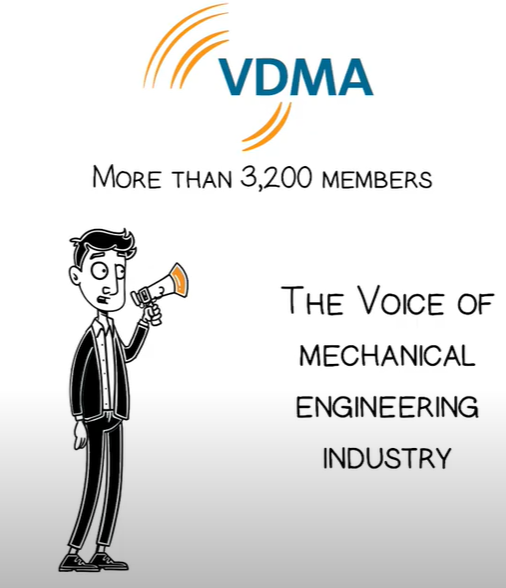 VDMA
MORE THAN 3,200 MEMBERS
THE VOICE OF
MECHANICAL
ENGINEERING
INDUSTRY